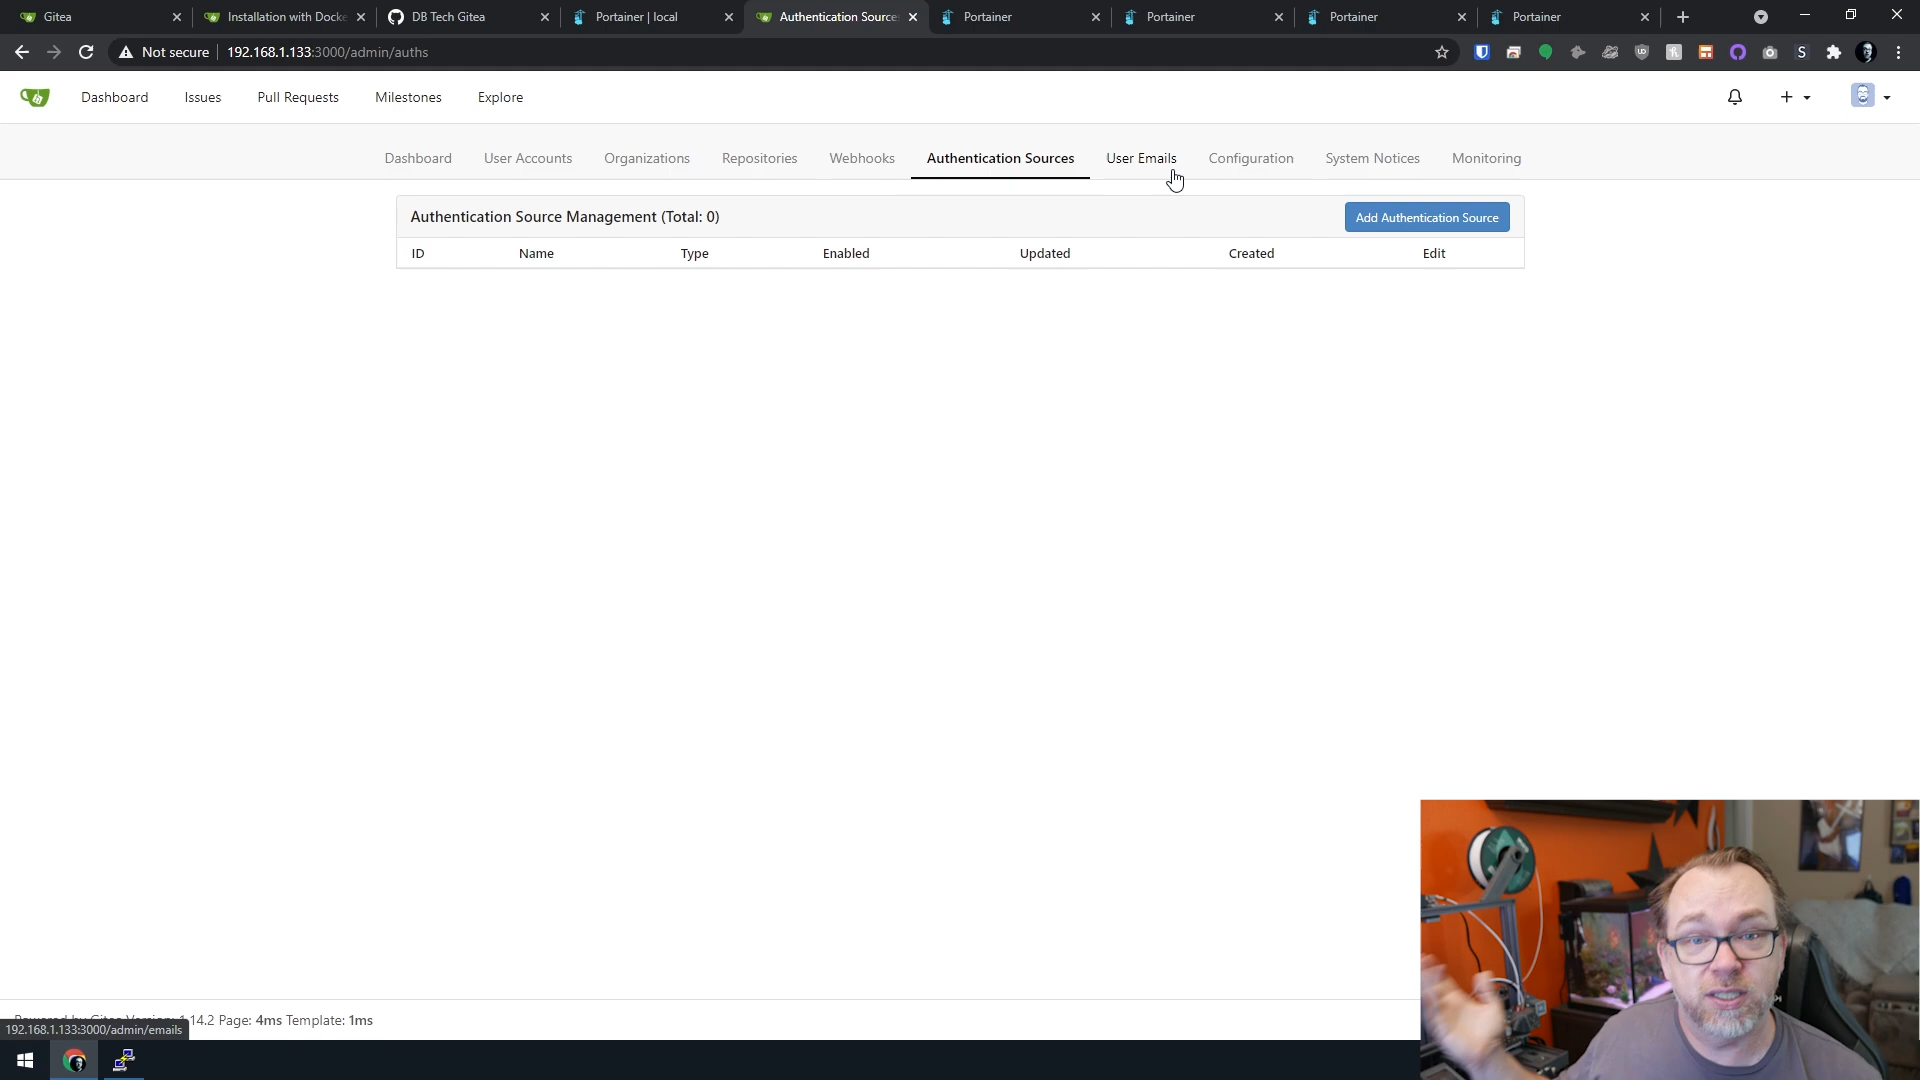 Gitea
Installation with Docke
DB Tech Gitea
Portainer | local
Authentication Source
Portainer
Portainer
Portainer
Portainer
Not secure
192.168.1.133:3000/admin/auths
Dashboard
Issues
Pull Requests
Milestones
Explore
Dashboard
User Accounts
Organizations
Repositories
Webhooks
Authentication Sources
User Emails
Configuration
System Notices
Monitoring
Authentication Source Management (Total: 0)
Add Authentication Source
ID
Name
Type
Enabled
Updated
Created
Edit
14.2 Page: 4ms Template: 1ms
192.168.1.133:3000/admin/emails